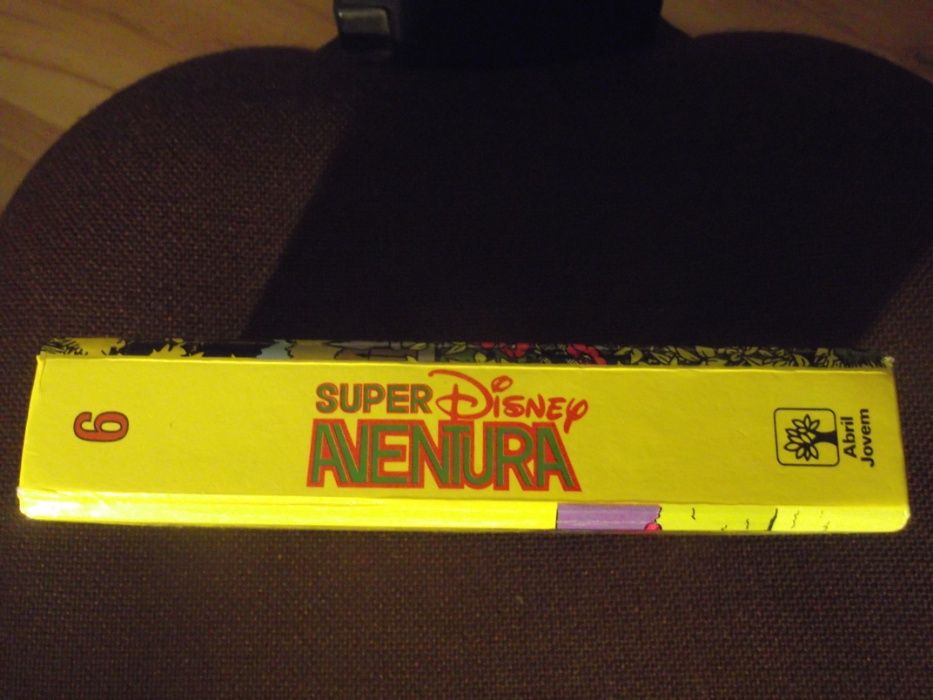 6
SUPER Disney
AVENTURA
Abril
Jovem